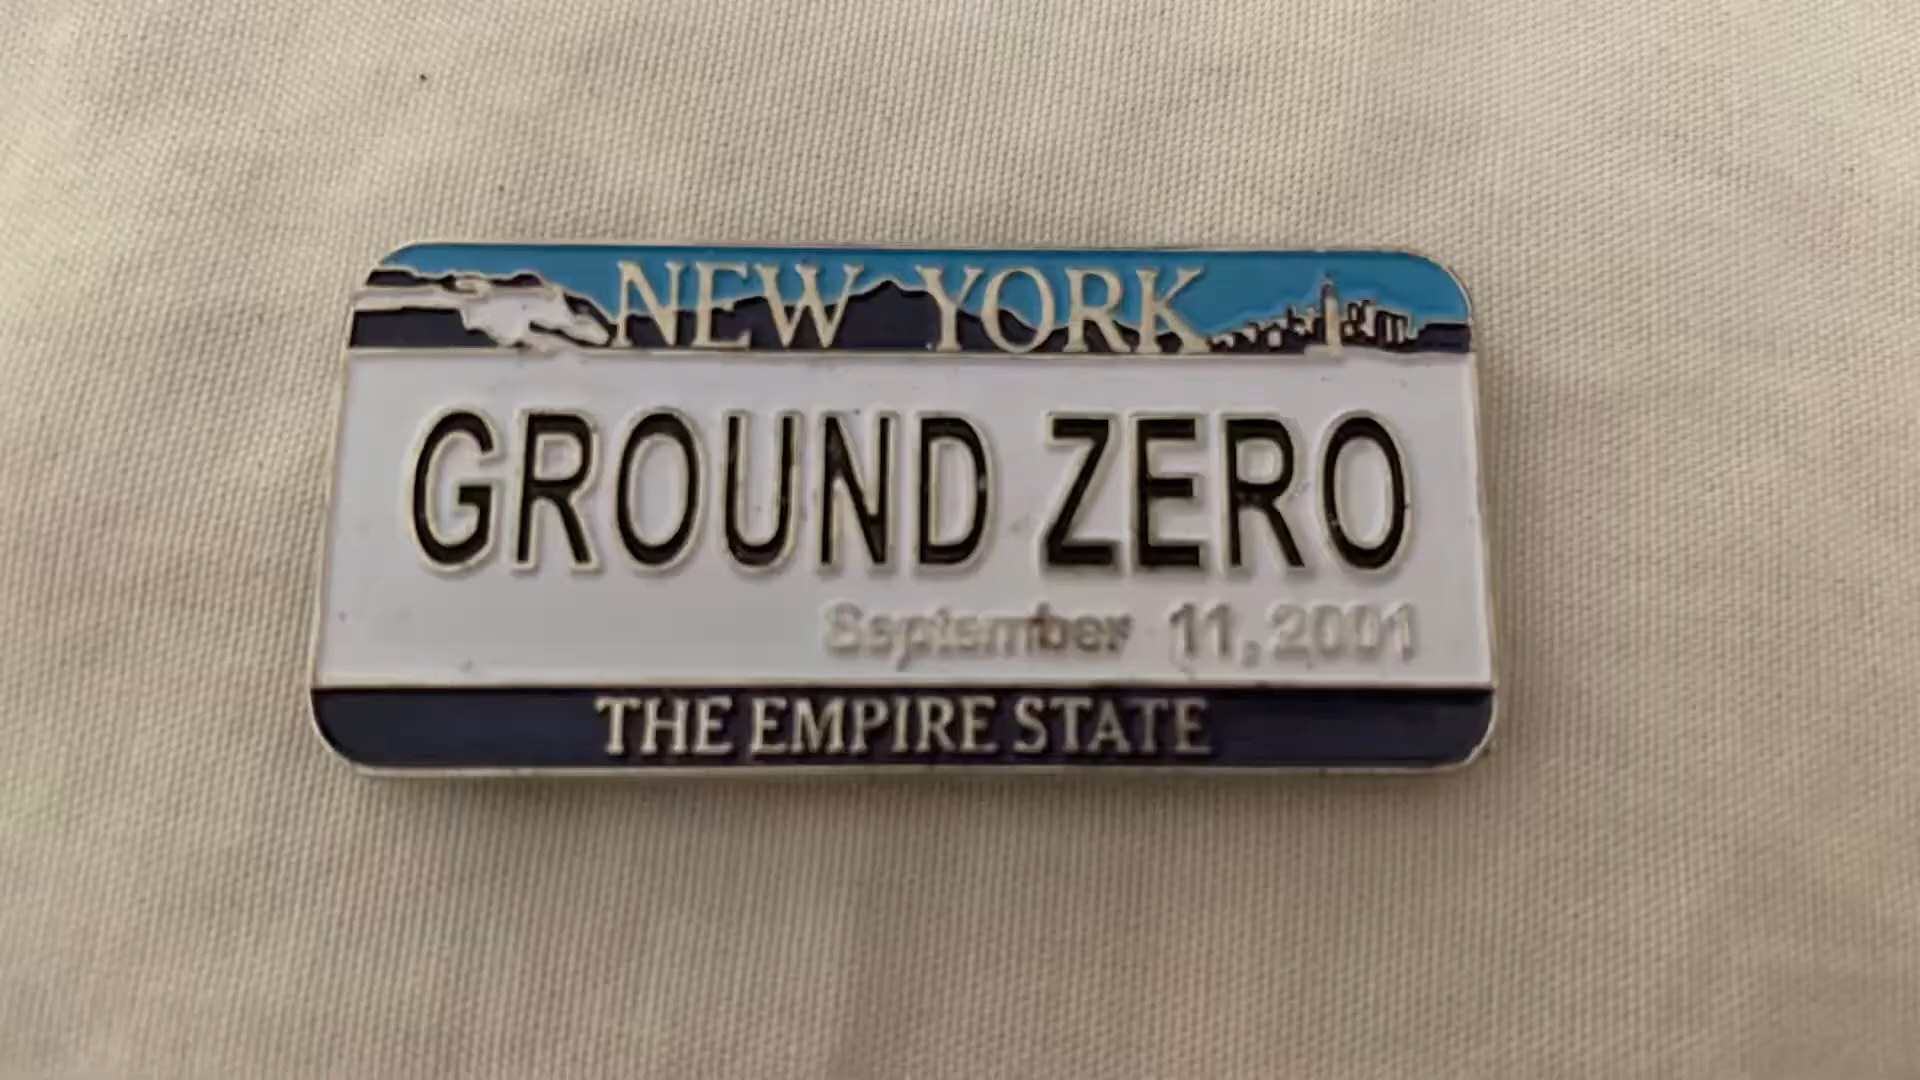 NEW YORK
GROUND ZERO
September 11, 2001
THE EMPIRE STATE